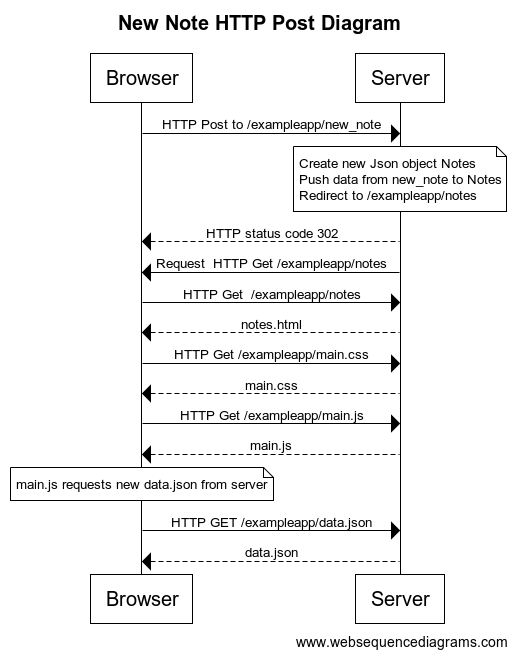 New Note HTTP Post Diagram
Browser Server
HTTP Post to /exampleapp/new_note
Create new Json object Notes
Push data from new_note to Notes
Redirect to /exampleapp/notes
HTTP status code 302
Request  HTTP Get /exampleapp/notes
HTTP Get  /exampleapp/notes
notes.html
HTTP Get /exampleapp/main.css
main.css
HTTP Get /exampleapp/main.js
main.js
main.js requests new data.json from server
HTTP GET /exampleapp/data.json
data.json
Browser Server
www.websequencediagrams.com